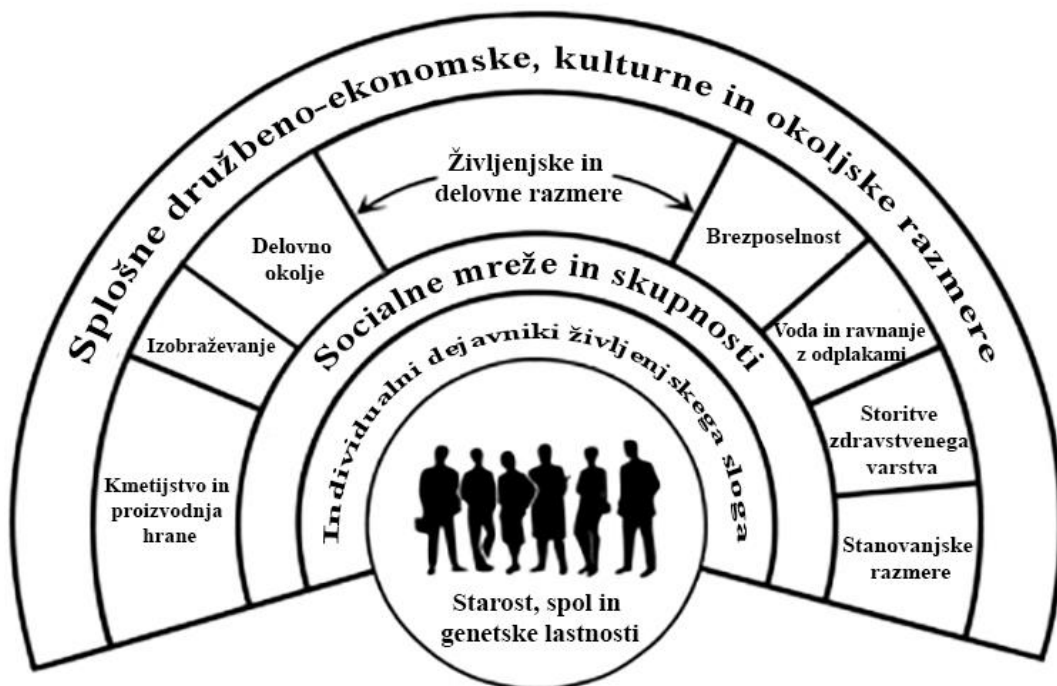 Splošne družbeno-ekonomske, kulturne in okoljske razmere
Življenjske in
delovne razmere
Delovno
okolje
Brezposelnost
Izobraževanje
Voda in ravnanje
z odplakami
Kmetijstvo in
proizvodnja
hrane
Storitve
zdravstvenega
varstva
Stanovanjske
razmere
Socialne mreže in skupnosti
Individualni dejavniki življenjskega sloga
Starost, spol in
genetske lastnosti